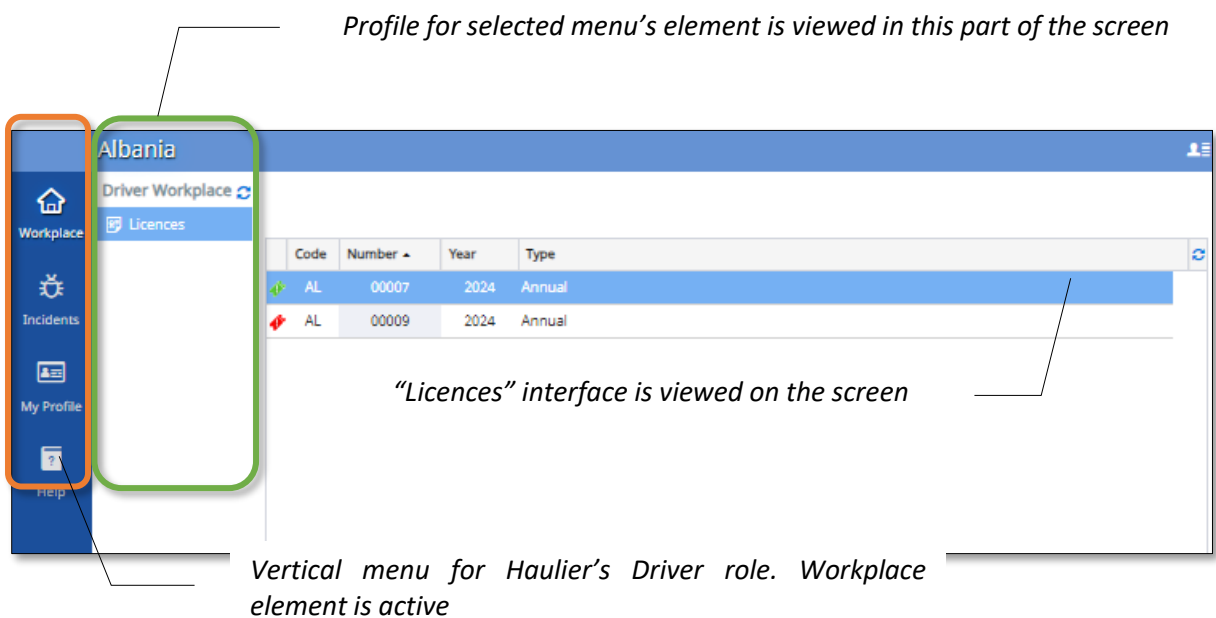 Profile for selected menu’s element is viewed in this part of the screen
Albania
Driver Workplace
Licences
Workplace
Incidents
My Profile
Help
Code Number Year Type
AL 00007 2024 Annual
AL 00009 2024 Annual
“Licences” interface is viewed on the screen
Vertical menu for Haulier’s Driver role. Workplace
element is active